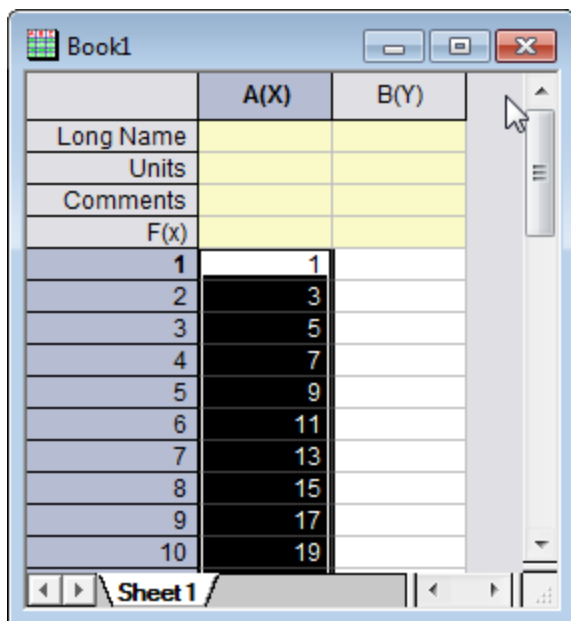 Book1
A(X) B(Y)
Long Name
Units
Comments
F(x)
1 1
2 3
3 5
4 7
5 9
6 11
7 13
8 15
9 17
10 19
Sheet1